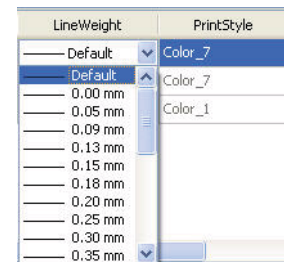 LineWeight PrintStyle
Default Color_7
Default Color_7
0.00 mm
0.05 mm Color_1
0.09 mm
0.13 mm
0.15 mm
0.18 mm
0.20 mm
0.25 mm
0.30 mm
0.35 mm